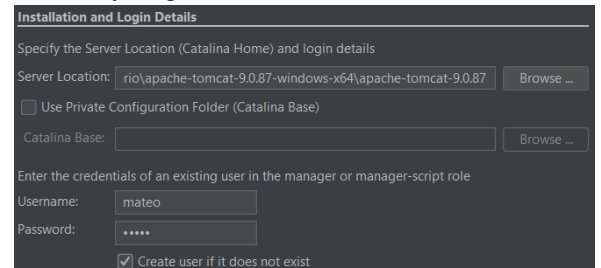 Installation and Login Details
Specify the Server Location (Catalina Home) and login details
Server Location: rio\apache-tomcat-9.0.87-windows-x64\apache-tomcat-9.0.87 Browse ...
Use Private Configuration Folder (Catalina Base)
Catalina Base: Browse ...
Enter the credentials of an existing user in the manager or manager-script role
Username: mateo
Password: •••••
Create user if it does not exist